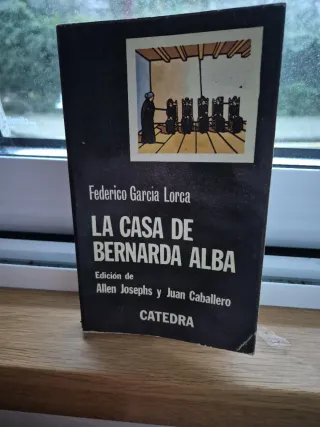 Federico García Lorca
LA CASA DE
BERNARDA ALBA
Edición de
Allen Josephs y Juan Caballero
CATEDRA